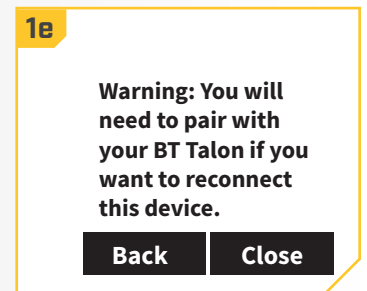 1e
Warning: You will
need to pair with
your BT Talon if you
want to reconnect
this device.
Back Close